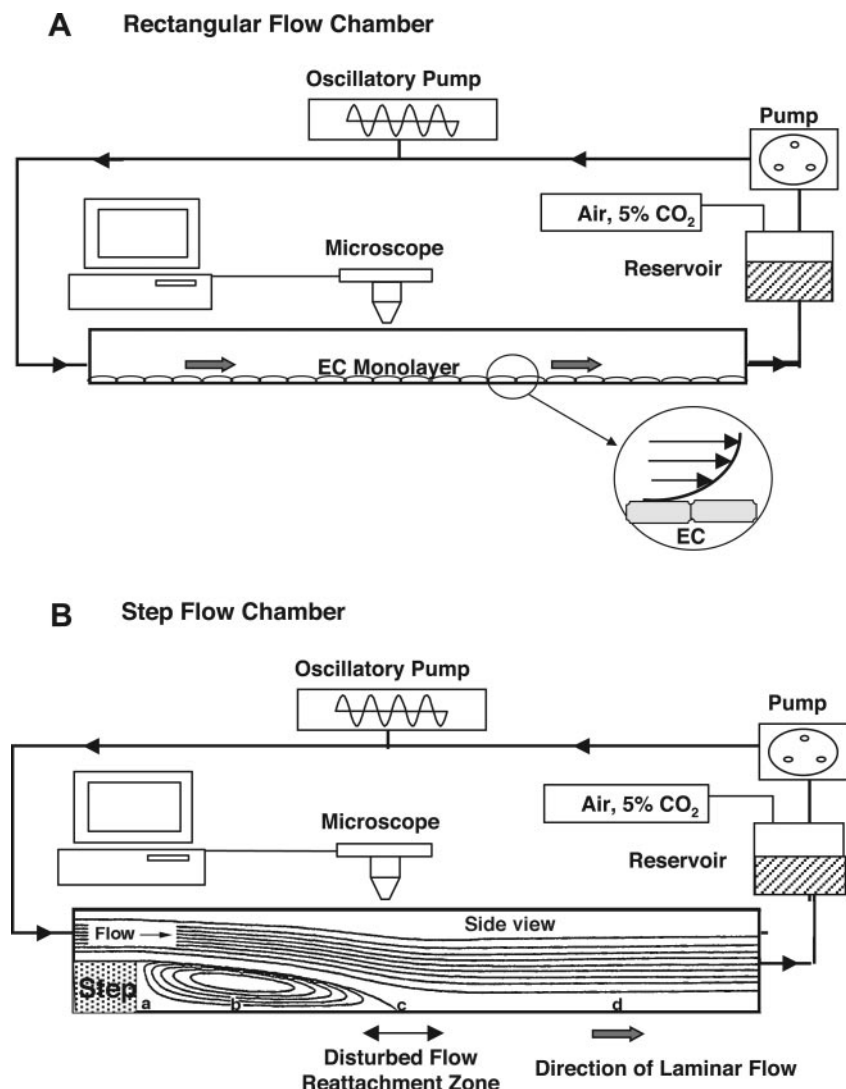 A Rectangular Flow Chamber
Oscillatory Pump
Pump
Air, 5% CO₂
Microscope
Reservoir
EC Monolayer
EC
B Step Flow Chamber
Oscillatory Pump
Pump
Air, 5% CO₂
Microscope
Reservoir
Side view
Flow
Step
a b c d
Disturbed Flow
Reattachment Zone
Direction of Laminar Flow